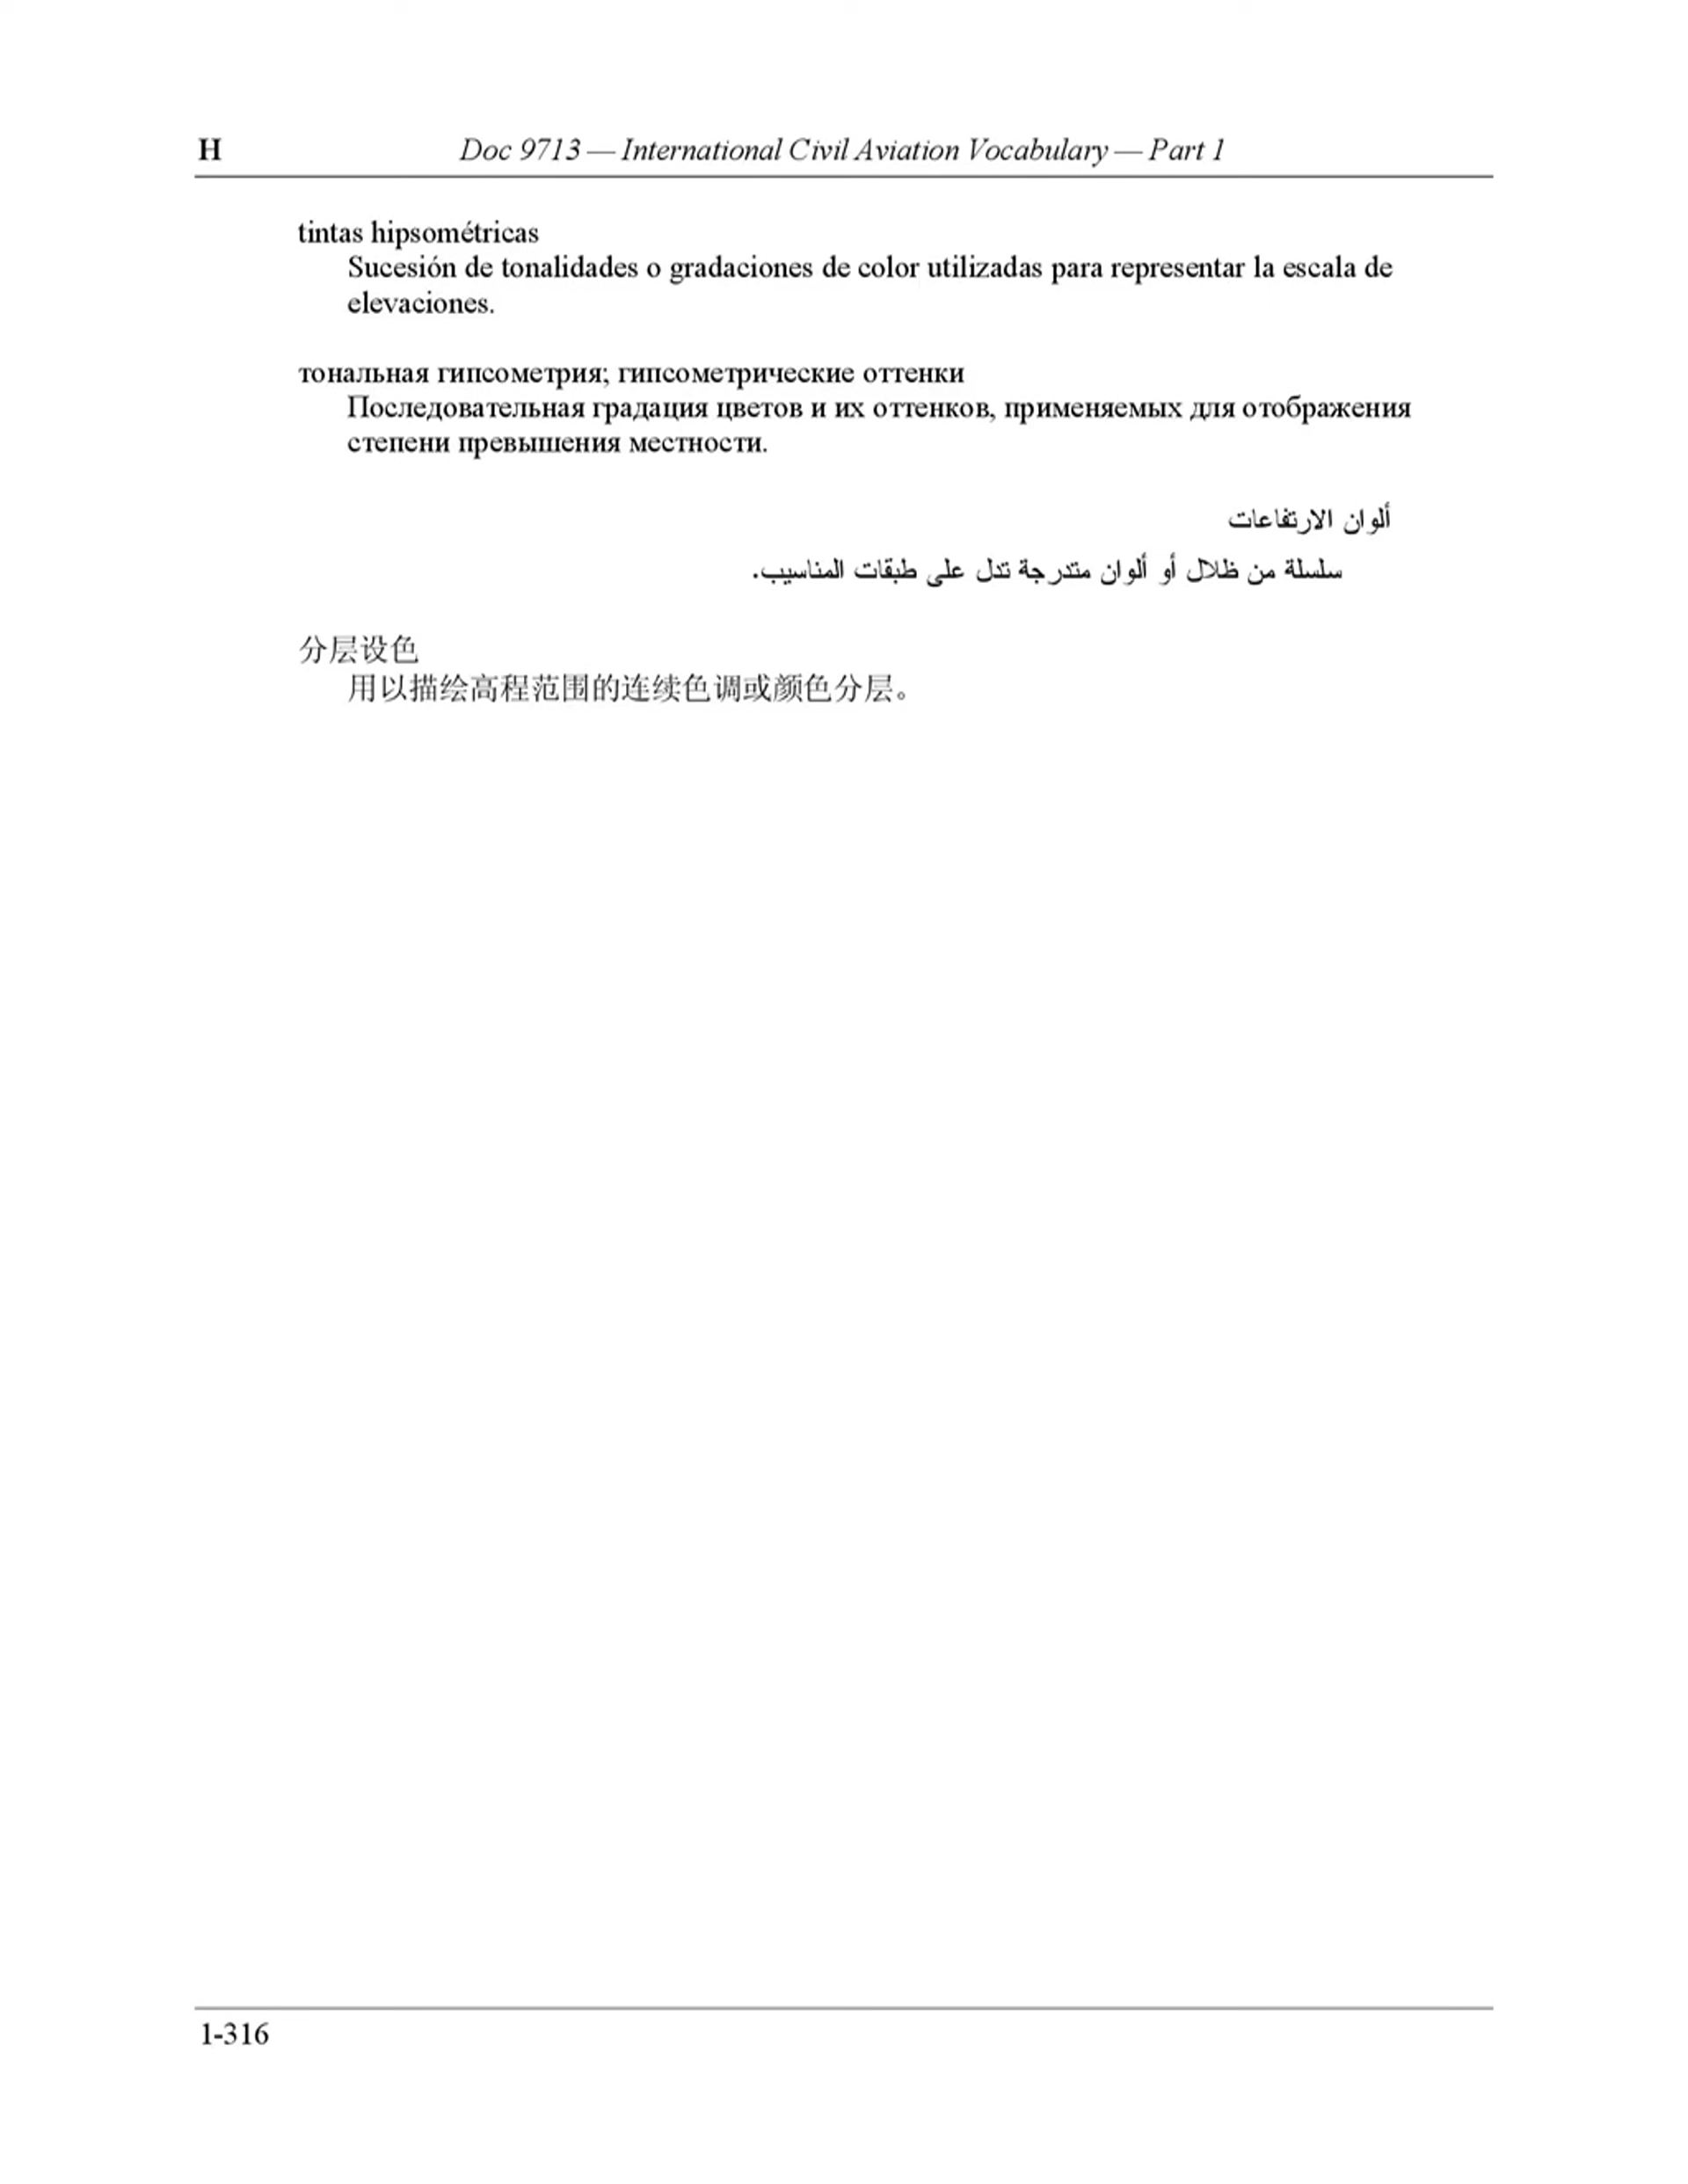 H Doc 9713 — International Civil Aviation Vocabulary — Part 1
tintas hipsométricas
Sucesión de tonalidades o gradaciones de color utilizadas para representar la escala de
elevaciones.
тональная гипсометрия; гипсометрические оттенки
Последовательная градация цветов и их оттенков, применяемых для отображения
степени превышения местности.
ألوان الارتفاعات
سلسلة من ظلال أو ألوان متدرجة تدل على طبقات المناسيب.
分层设色
用以描绘高程范围的连续色调或颜色分层。
1-316